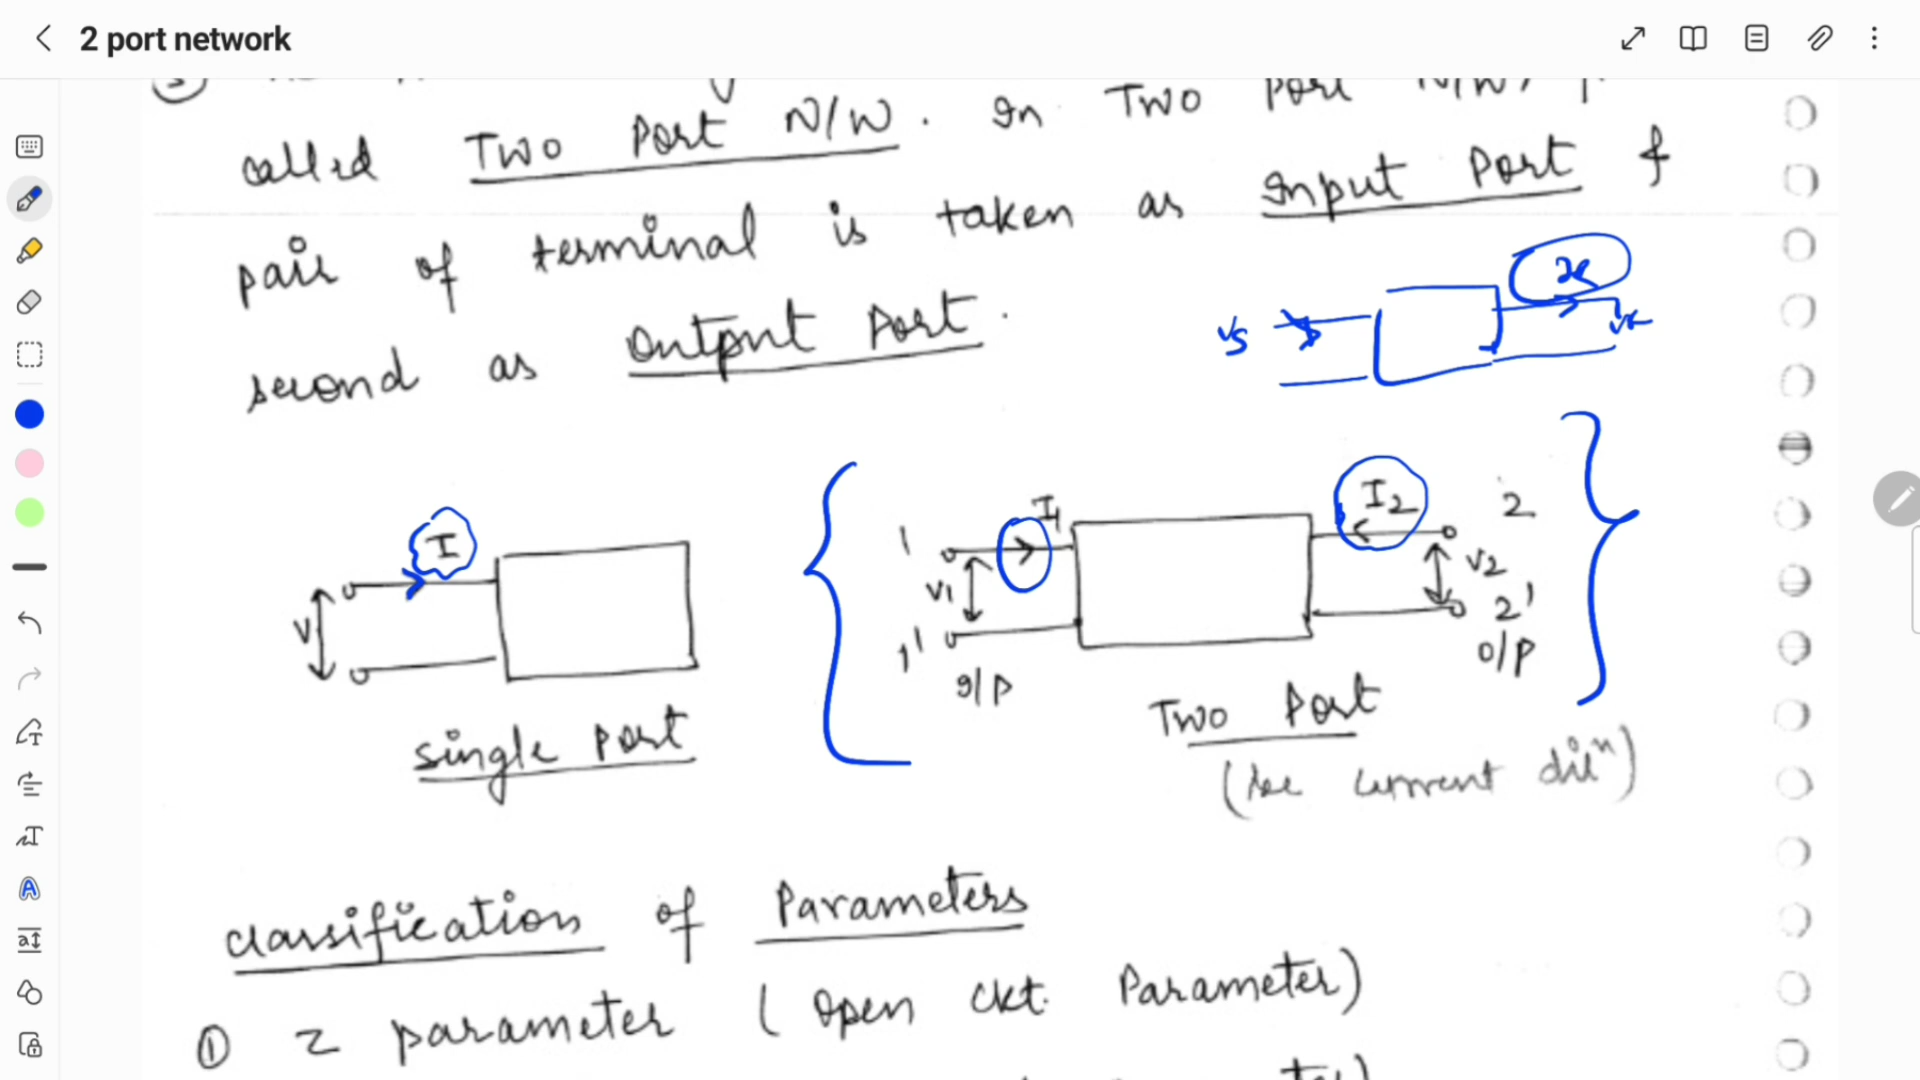 2 port network
called Two Port N/W. In Two Port N/W,
pair of terminal is taken as Input Port &
second as Output Port.
Vs
I
V
single port
1 I1 I2 2
V1 V2
1' 2'
I/P O/P
Two Port
(+ve current dirn)
classification of Parameters
① Z parameter (Open ckt. Parameter)